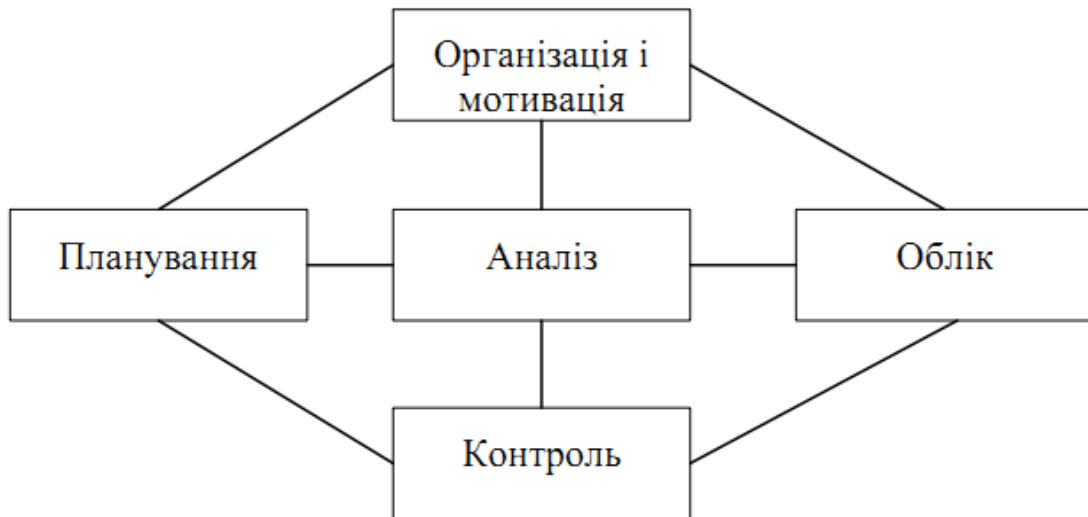 Організація і
мотивація
Планування
Аналіз
Облік
Контроль